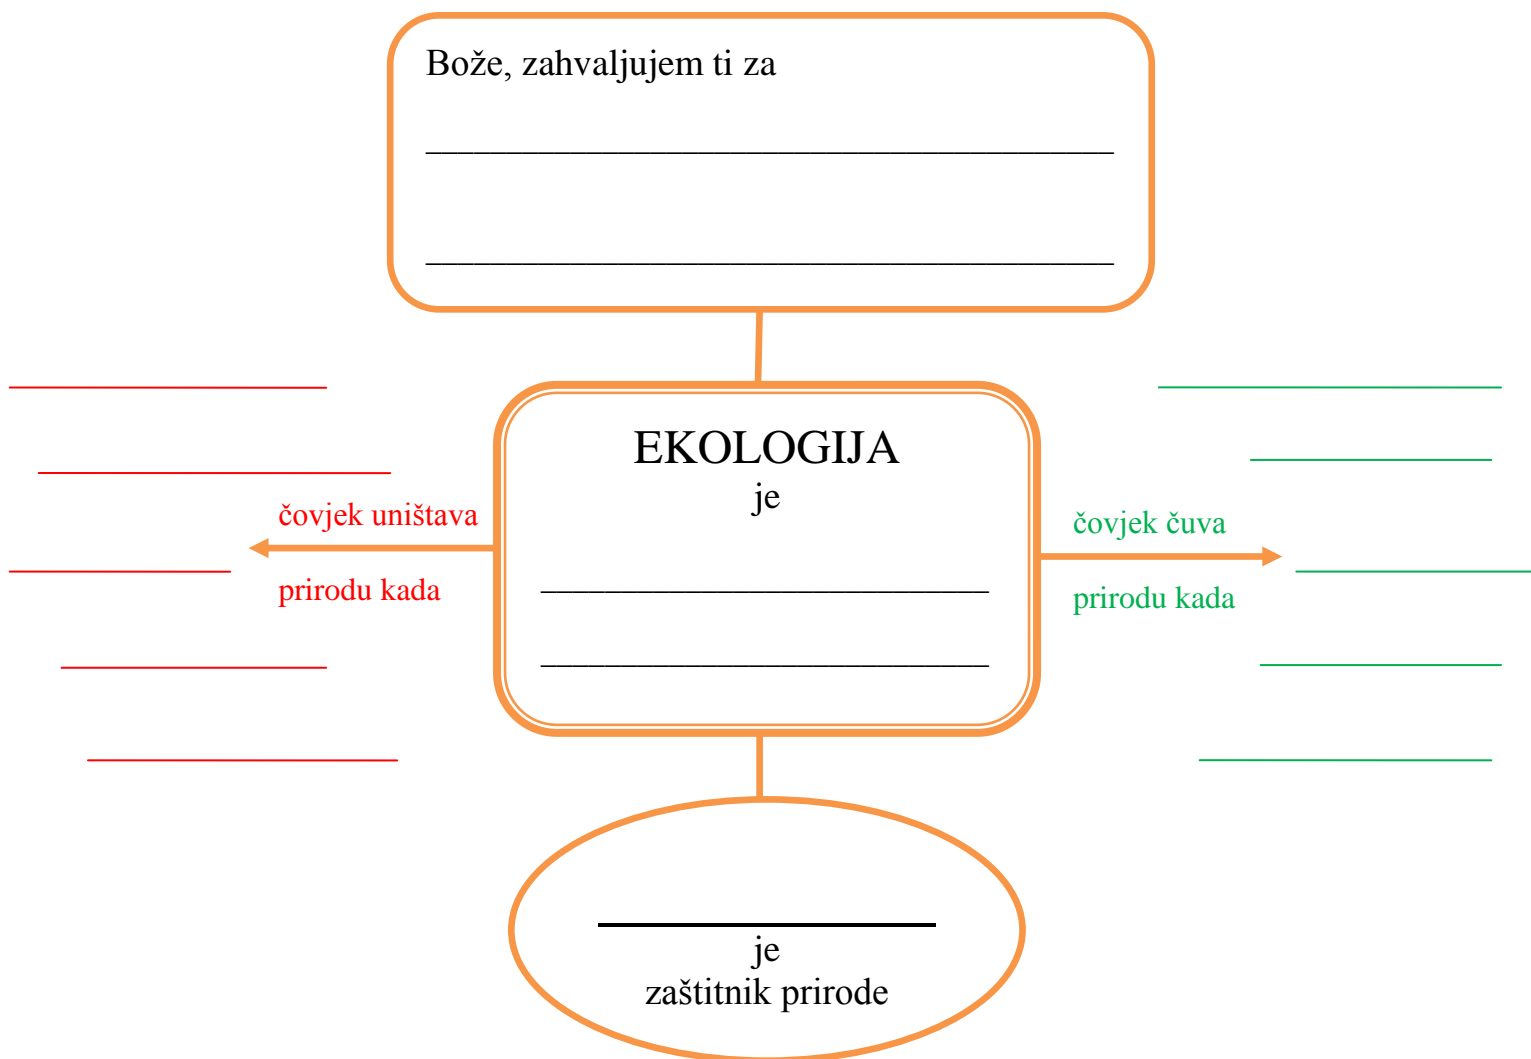 Bože, zahvaljujem ti za
EKOLOGIJA
je
čovjek uništava
prirodu kada
čovjek čuva
prirodu kada
je
zaštitnik prirode